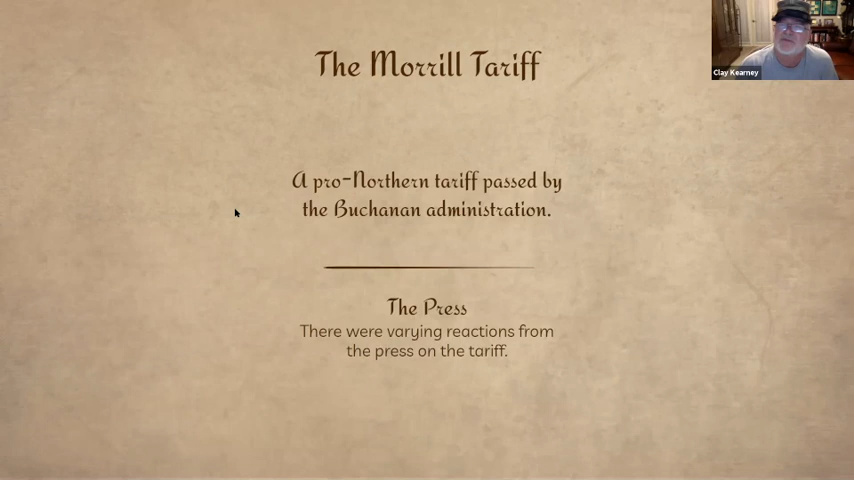 The Morrill Tariff
Clay Kearney
A pro-Northern tariff passed by
the Buchanan administration.
The Press
There were varying reactions from
the press on the tariff.